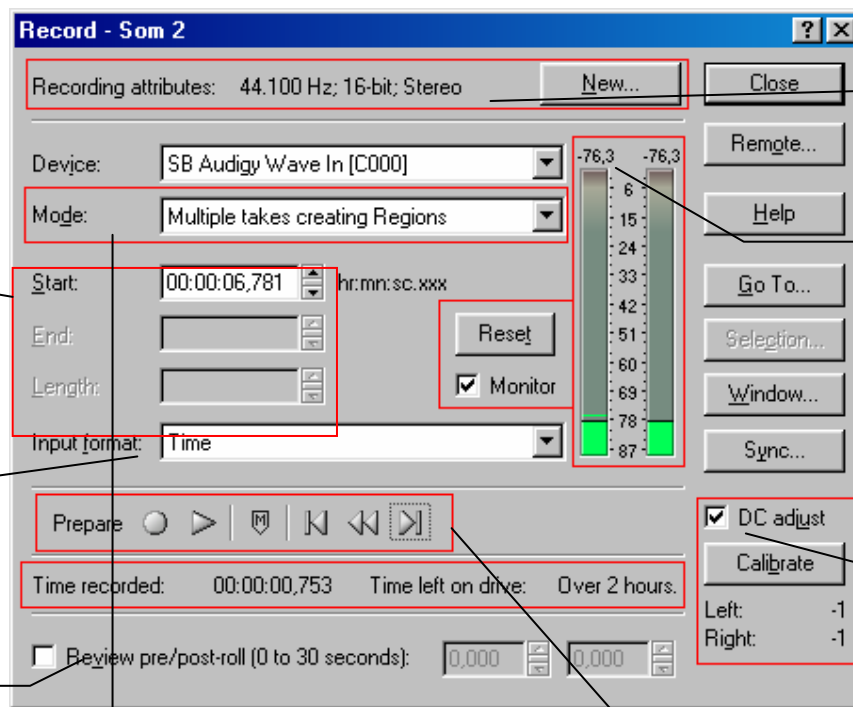 Record - Som 2
Recording attributes: 44.100 Hz; 16-bit; Stereo New... Close
Remote...
Device: SB Audigy Wave In [C000] -76,3 -76,3
Mode: Multiple takes creating Regions 6
15 Help
24
Start: 00:00:06,781 hr:mn:sc.xxx 33 Go To...
42
End: Reset 51 Selection...
60
Length: Monitor 69 Window...
78
Input format: Time 87 Sync...
Prepare M DC adjust
Calibrate
Time recorded: 00:00:00,753 Time left on drive: Over 2 hours.
Left: -1
Right: -1
Review pre/post-roll (0 to 30 seconds): 0,000 0,000